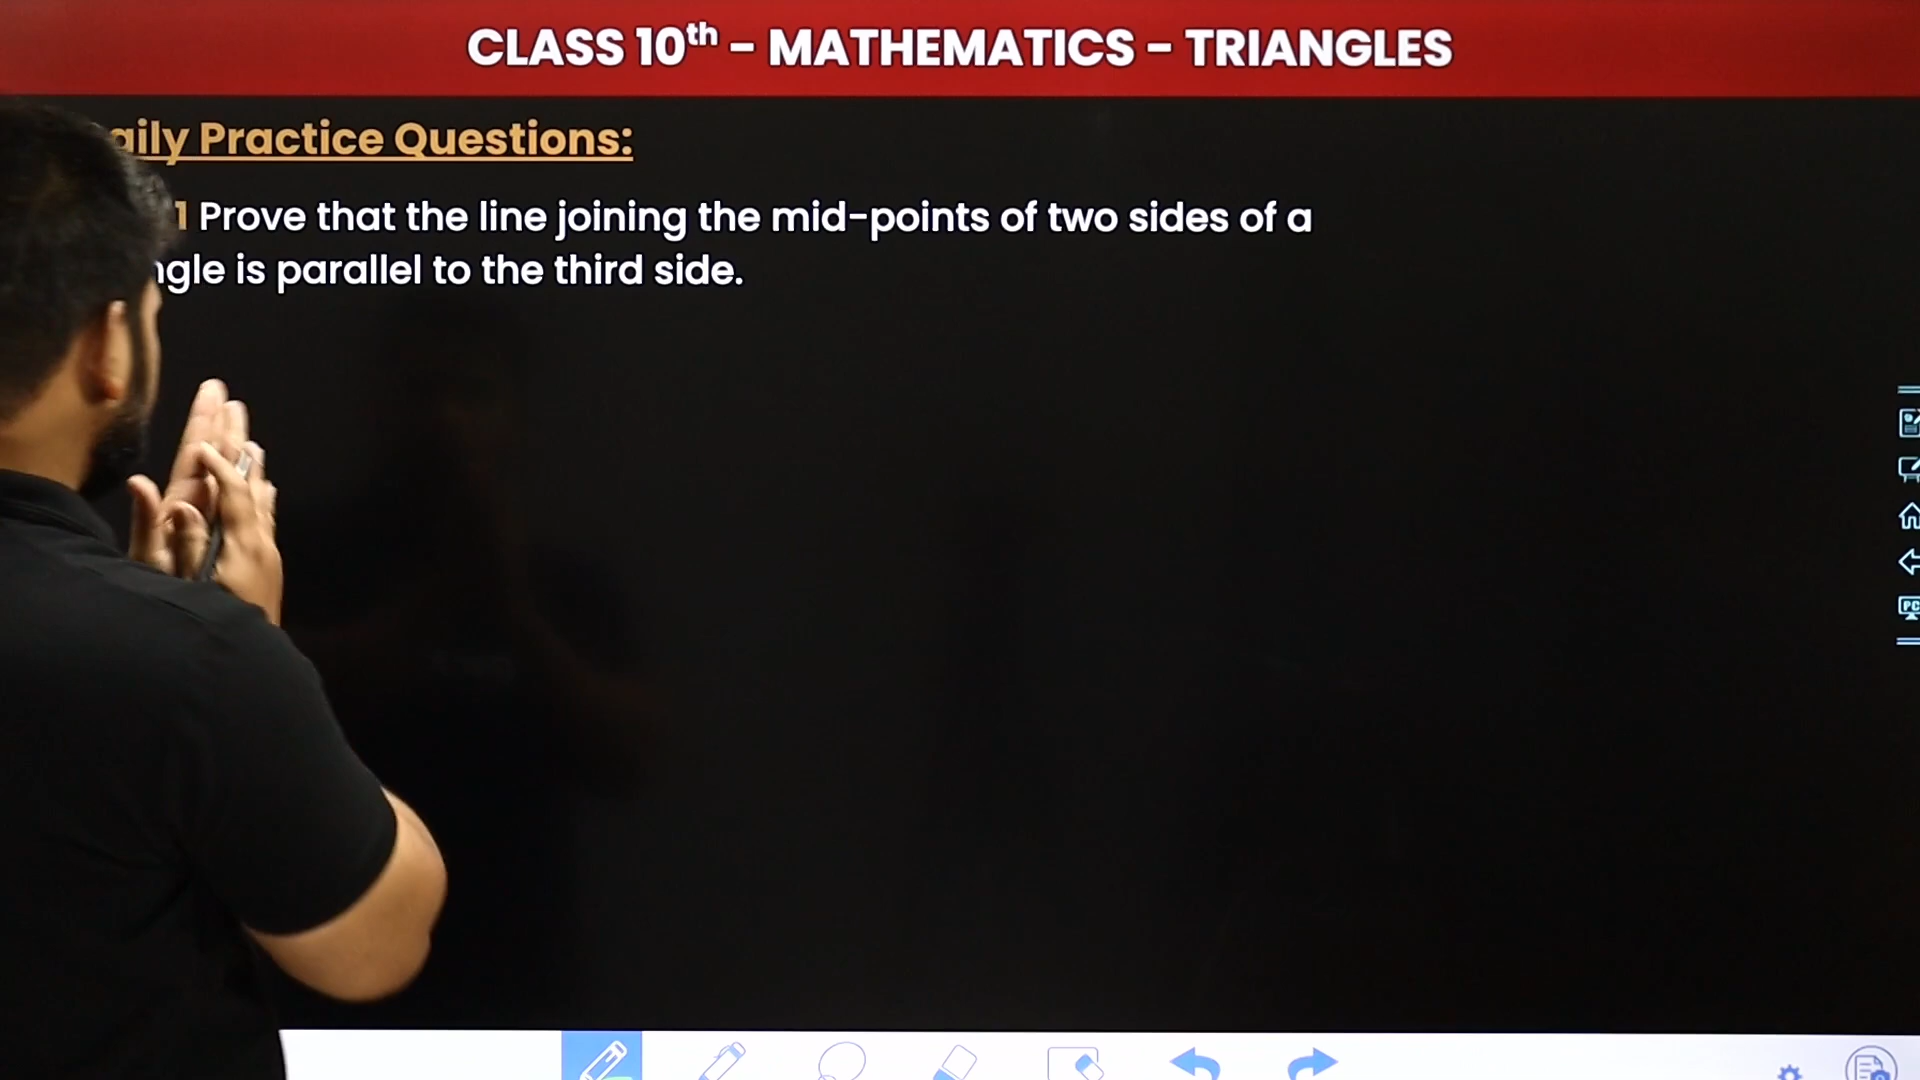 CLASS 10th - MATHEMATICS - TRIANGLES
aily Practice Questions:
1 Prove that the line joining the mid-points of two sides of a
ngle is parallel to the third side.
PC